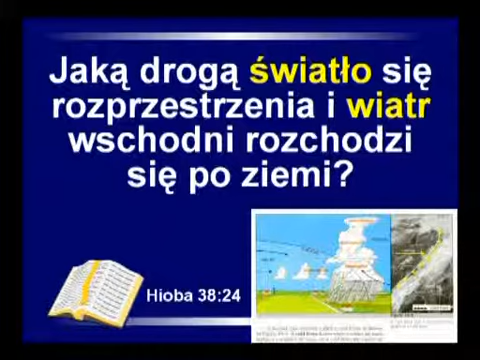 Jaką drogą światło się
rozprzestrzenia i wiatr
wschodni rozchodzi
się po ziemi?
Hioba 38:24